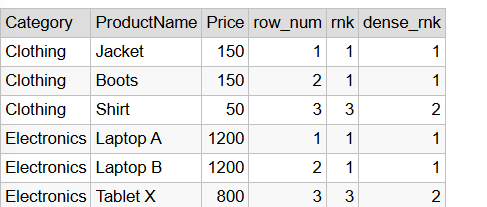 Category ProductName Price row_num rnk dense_rnk
Clothing Jacket 150 1 1 1
Clothing Boots 150 2 1 1
Clothing Shirt 50 3 3 2
Electronics Laptop A 1200 1 1 1
Electronics Laptop B 1200 2 1 1
Electronics Tablet X 800 3 3 2